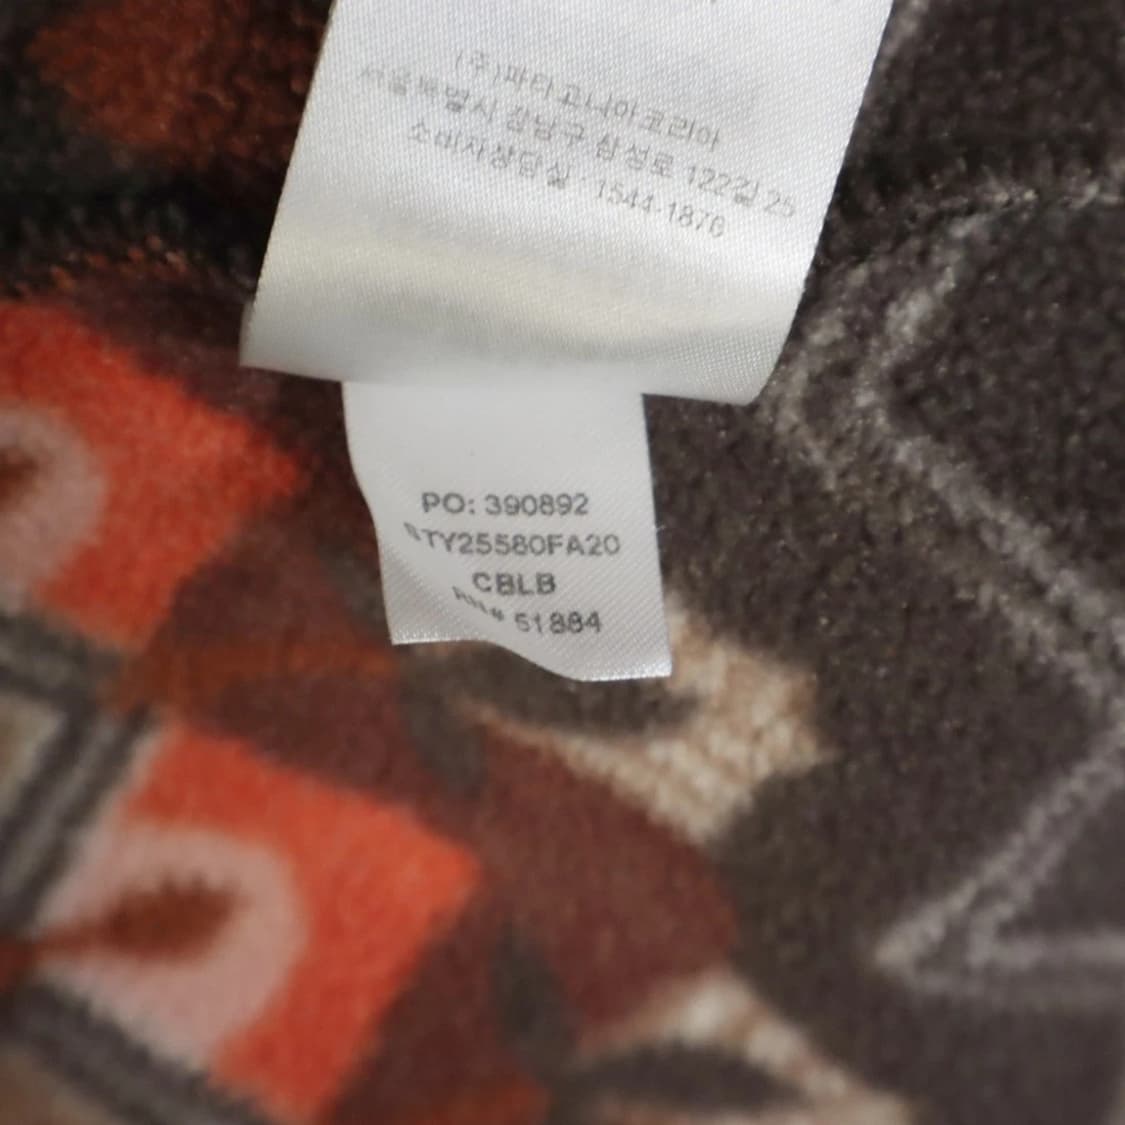 (주)파타고니아코리아
서울특별시 강남구 삼성로 122길 25
소비자상담실 : 1544-1876
PO: 390892
STY25580FA20
CBLB
RN# 51884